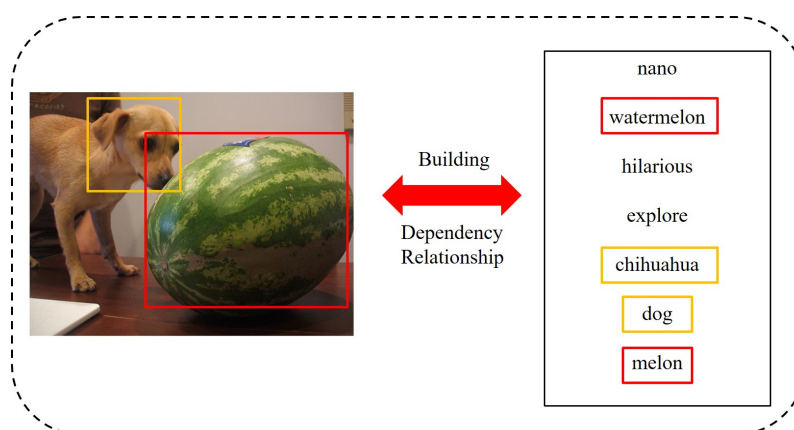 Building
Dependency
Relationship
nano
watermelon
hilarious
explore
chihuahua
dog
melon